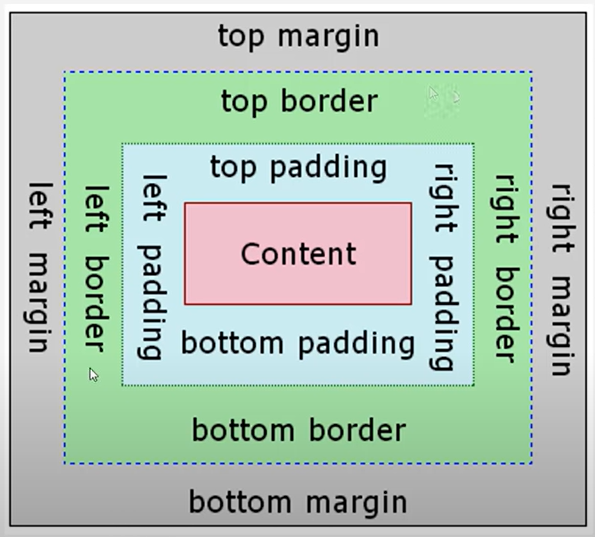 top margin
top border
top padding
left margin
left border
left padding
Content
right padding
right border
right margin
bottom padding
bottom border
bottom margin